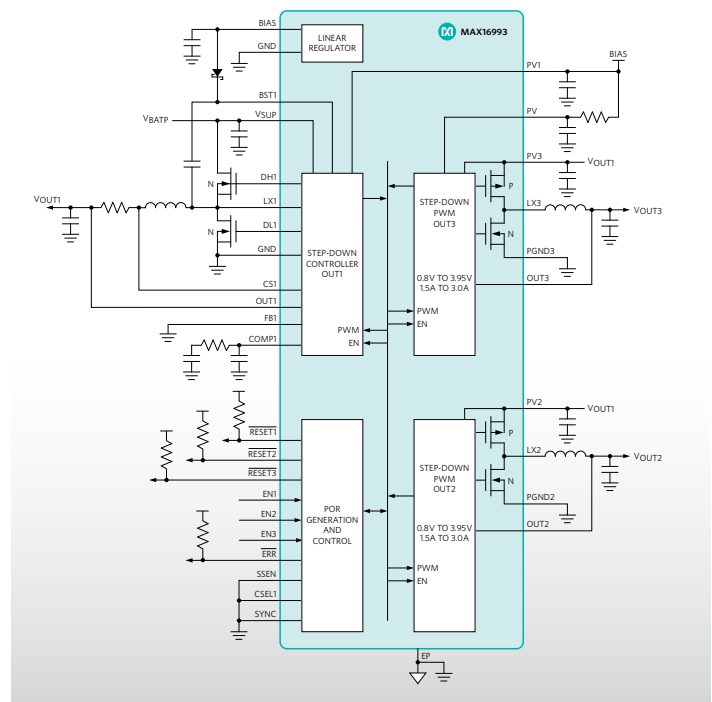 BIAS
LINEAR
REGULATOR
MAX16993
GND
BIAS
PV1
BST1
VBATP
VSUP
PV
PV3
VOUT1
N
DH1
P
VOUT1
LX1
LX3
VOUT3
N
DL1
N
GND
PGND3
STEP-DOWN
CONTROLLER
OUT1
STEP-DOWN
PWM
OUT3
0.8V TO 3.95V
1.5A TO 3.0A
CS1
OUT3
OUT1
FB1
PWM
EN
PWM
EN
COMP1
PV2
VOUT1
RESET1
P
RESET2
LX2
VOUT2
RESET3
N
EN1
PGND2
EN2
OUT2
EN3
ERR
POR
GENERATION
AND
CONTROL
STEP-DOWN
PWM
OUT2
0.8V TO 3.95V
1.5A TO 3.0A
PWM
EN
SSEN
CSEL1
SYNC
EP